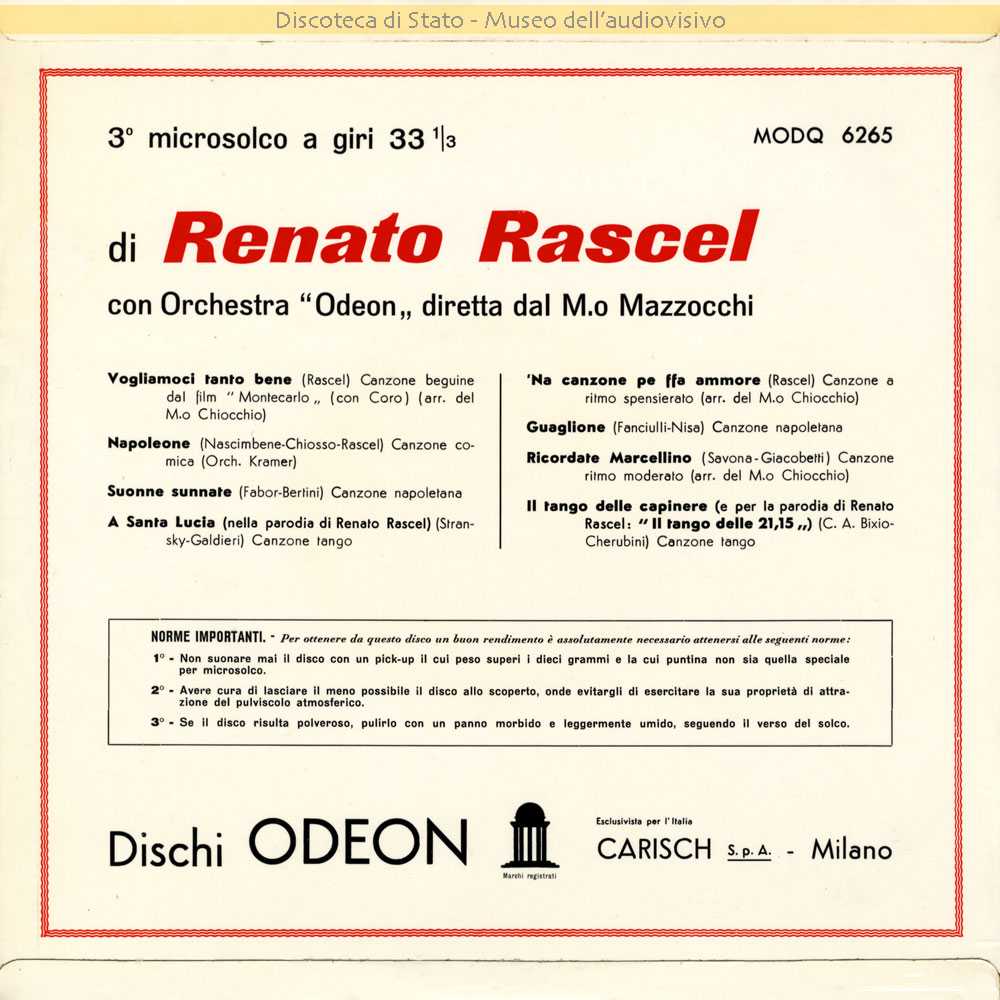 Discoteca di Stato - Museo dell'audiovisivo
3º microsolco a giri 33 1|3
MODQ 6265
di Renato Rascel
con Orchestra “Odeon„ diretta dal M.o Mazzocchi
Vogliamoci tanto bene (Rascel) Canzone beguine
dal film “Montecarlo„ (con Coro) (arr. del
M.o Chiocchio)
Napoleone (Nascimbene-Chiosso-Rascel) Canzone co-
mica (Orch. Kramer)
Suonne sunnate (Fabor-Bertini) Canzone napoletana
A Santa Lucia (nella parodia di Renato Rascel) (Stran-
sky-Galdieri) Canzone tango
'Na canzone pe ffa ammore (Rascel) Canzone a
ritmo spensierato (arr. del M.o Chiocchio)
Guaglione (Fanciulli-Nisa) Canzone napoletana
Ricordate Marcellino (Savona-Giacobetti) Canzone
ritmo moderato (arr. del M.o Chiocchio)
Il tango delle capinere (e per la parodia di Renato
Rascel: “Il tango delle 21,15„) (C. A. Bixio-
Cherubini) Canzone tango
NORME IMPORTANTI. - Per ottenere da questo disco un buon rendimento è assolutamente necessario attenersi alle seguenti norme:
1º - Non suonare mai il disco con un pick-up il cui peso superi i dieci grammi e la cui puntina non sia quella speciale
per microsolco.
2º - Avere cura di lasciare il meno possibile il disco allo scoperto, onde evitargli di esercitare la sua proprietà di attra-
zione del pulviscolo atmosferico.
3º - Se il disco risulta polveroso, pulirlo con un panno morbido e leggermente umido, seguendo il verso del solco.
Dischi ODEON
Marchi registrati
Esclusivista per l'Italia
CARISCH S.p.A. - Milano